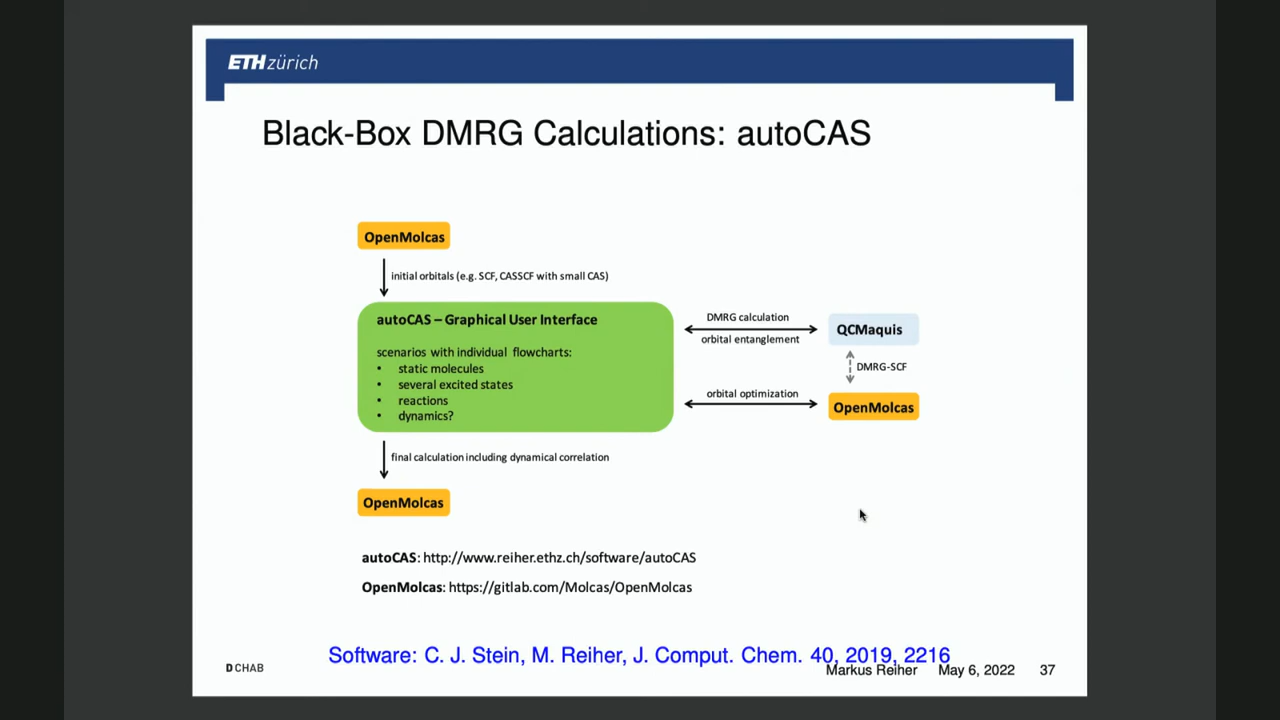 ETH zürich
Black-Box DMRG Calculations: autoCAS
OpenMolcas
initial orbitals (e.g. SCF, CASSCF with small CAS)
autoCAS – Graphical User Interface
scenarios with individual flowcharts:
• static molecules
• several excited states
• reactions
• dynamics?
DMRG calculation
orbital entanglement
QCMaquis
DMRG-SCF
orbital optimization
OpenMolcas
final calculation including dynamical correlation
OpenMolcas
autoCAS: http://www.reiher.ethz.ch/software/autoCAS
OpenMolcas: https://gitlab.com/Molcas/OpenMolcas
Software: C. J. Stein, M. Reiher, J. Comput. Chem. 40, 2019, 2216
D CHAB
Markus Reiher May 6, 2022 37